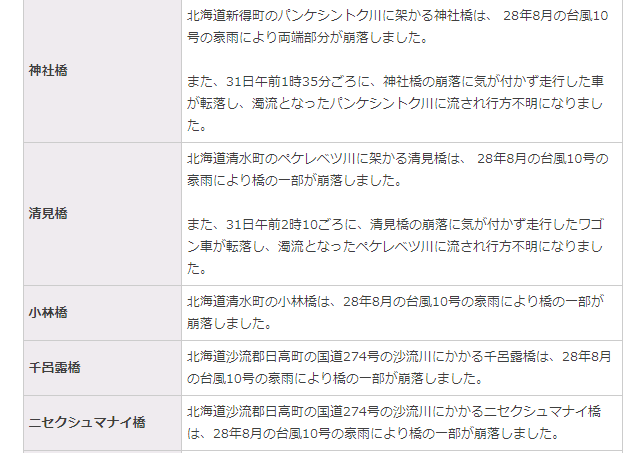 神社橋
北海道新得町のパンケシントク川に架かる神社橋は、 28年8月の台風10
号の豪雨により両端部分が崩落しました。
また、31日午前1時35分ごろに、神社橋の崩落に気が付かず走行した車
が転落し、濁流となったパンケシントク川に流され行方不明になりまし
た。
清見橋
北海道清水町のペケレベツ川に架かる清見橋は、 28年8月の台風10号の
豪雨により橋の一部が崩落しました。
また、31日午前2時10ごろに、清見橋の崩落に気が付かず走行したワゴ
ン車が転落し、濁流となったペケレベツ川に流され行方不明になりまし
た。
小林橋
北海道清水町の小林橋は、28年8月の台風10号の豪雨により橋の一部が
崩落しました。
千呂露橋
北海道沙流郡日高町の国道274号の沙流川にかかる千呂露橋は、28年8月
の台風10号の豪雨により橋の一部が崩落しました。
ニセクシュマナイ橋
北海道沙流郡日高町の国道274号の沙流川にかかるニセクシュマナイ橋
は、28年8月の台風10号の豪雨により橋の一部が崩落しました。